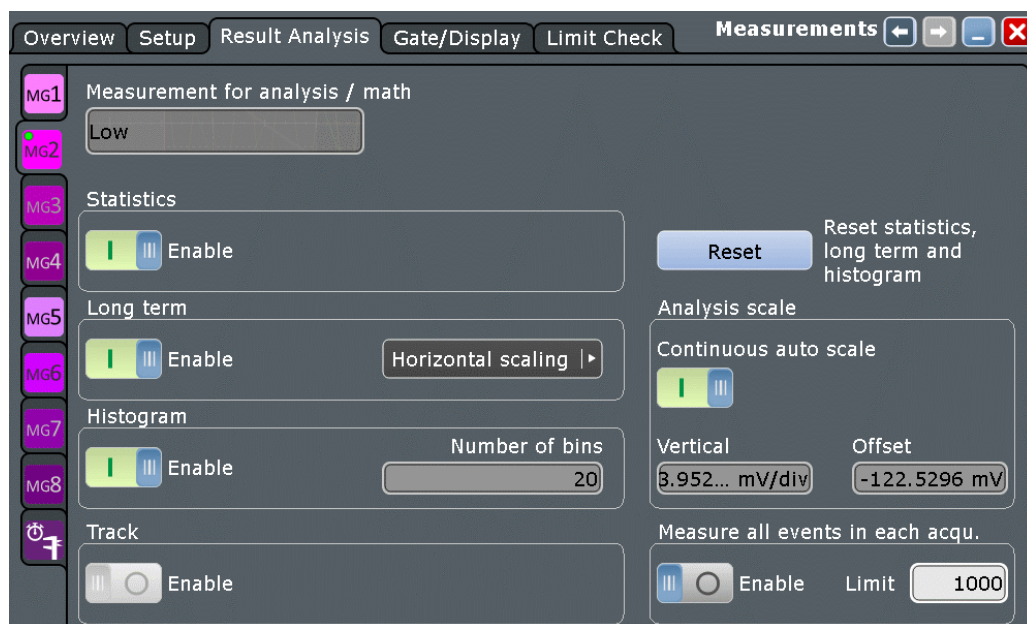 Overview Setup Result Analysis Gate/Display Limit Check Measurements
MG1
MG2
MG3
MG4
MG5
MG6
MG7
MG8
Measurement for analysis / math
Low
Statistics
Enable
Reset
Reset statistics,
long term and
histogram
Long term
Enable
Horizontal scaling
Analysis scale
Continuous auto scale
Histogram
Enable
Number of bins
20
Vertical
Offset
3.952... mV/div
-122.5296 mV
Track
Enable
Measure all events in each acqu.
Enable
Limit
1000